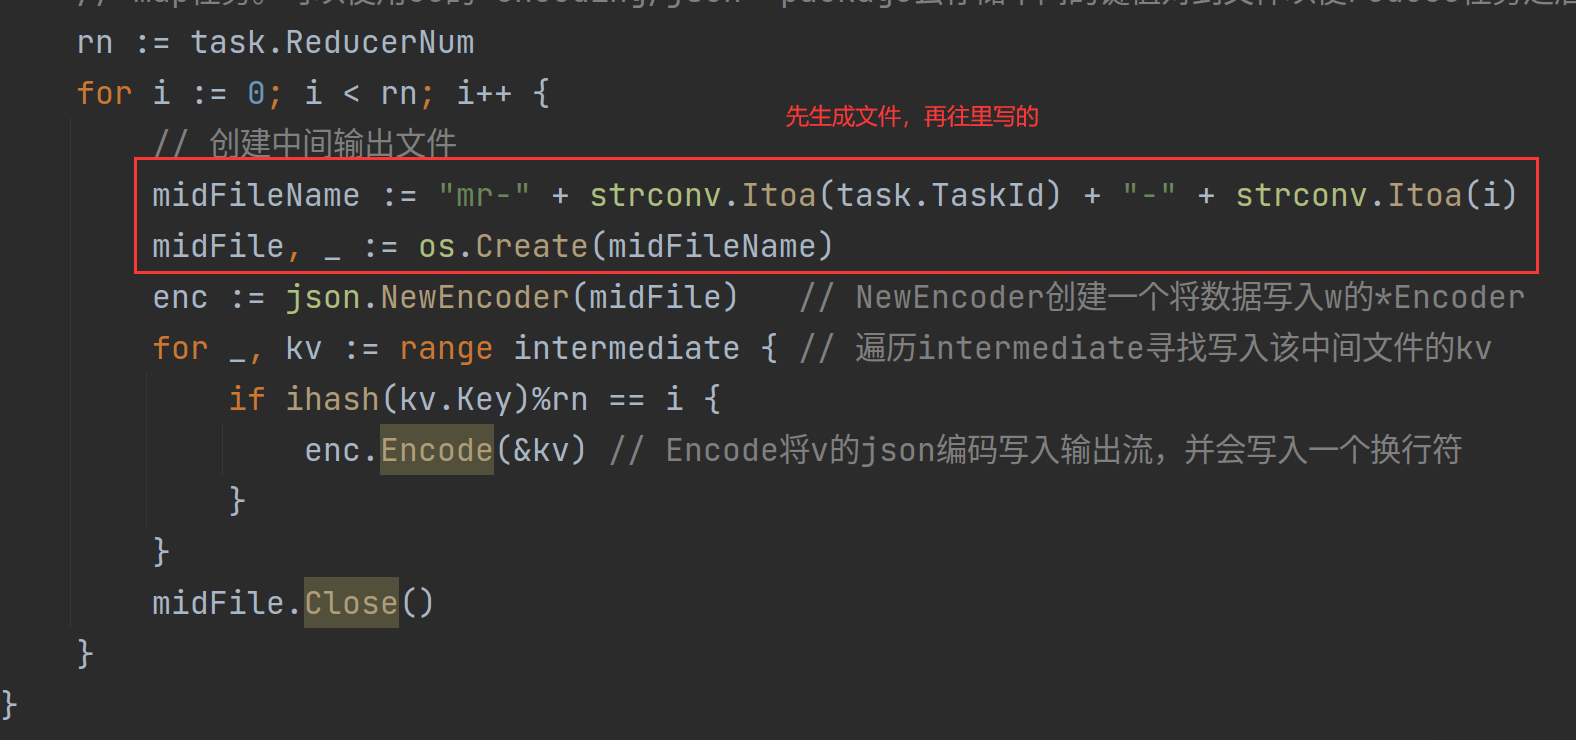 rn := task.ReducerNum
for i := 0; i < rn; i++ {
先生成文件，再往里写的
// 创建中间输出文件
midFileName := "mr-" + strconv.Itoa(task.TaskId) + "-" + strconv.Itoa(i)
midFile, _ := os.Create(midFileName)
enc := json.NewEncoder(midFile) // NewEncoder创建一个将数据写入w的*Encoder
for _, kv := range intermediate { // 遍历intermediate寻找写入该中间文件的kv
if ihash(kv.Key)%rn == i {
enc.Encode(&kv) // Encode将v的json编码写入输出流，并会写入一个换行符
}
}
midFile.Close()
}
}